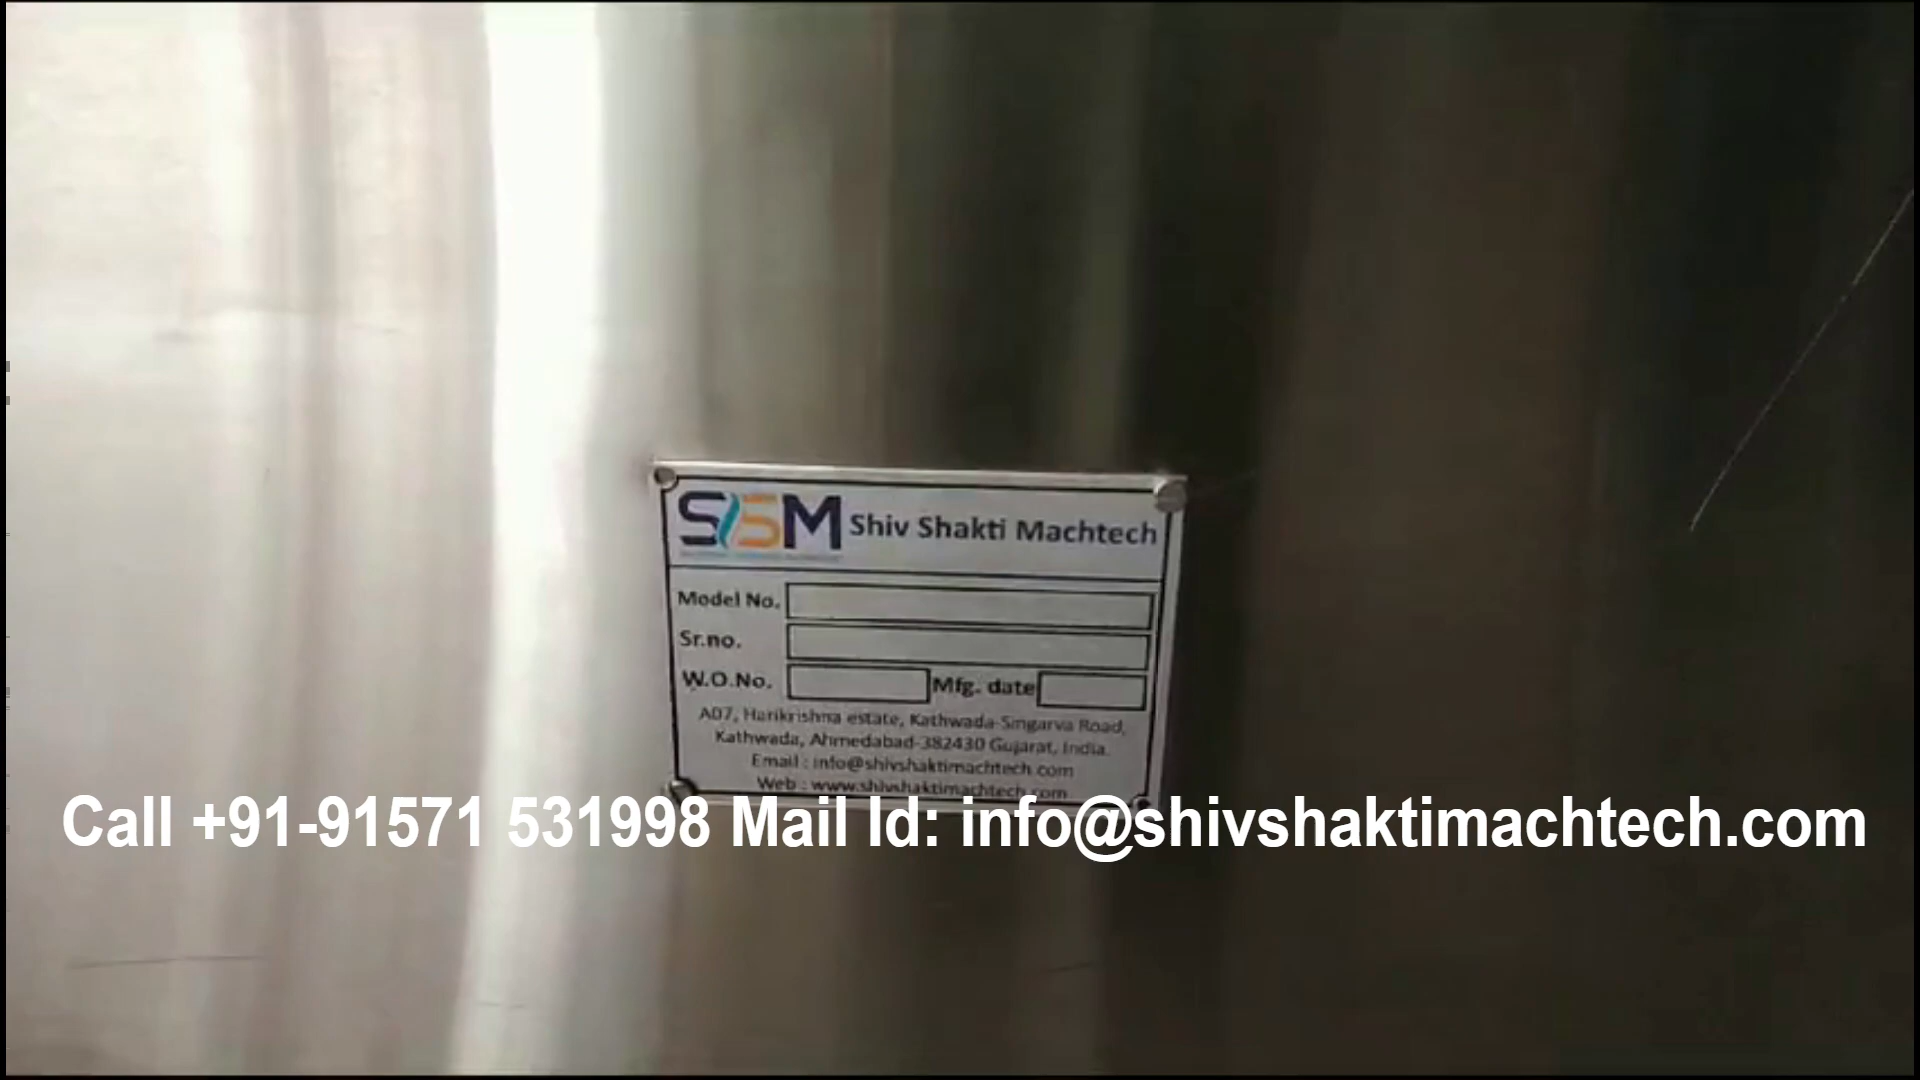 SSM Shiv Shakti Machtech
Model No.
Sr.no.
W.O.No. Mfg. date
A07, Harikrishna estate, Kathwada-Singarva Road,
Kathwada, Ahmedabad-382430 Gujarat, India.
Email : info@shivshaktimachtech.com
Web : www.shivshaktimachtech.com
Call +91-91571 531998 Mail Id: info@shivshaktimachtech.com